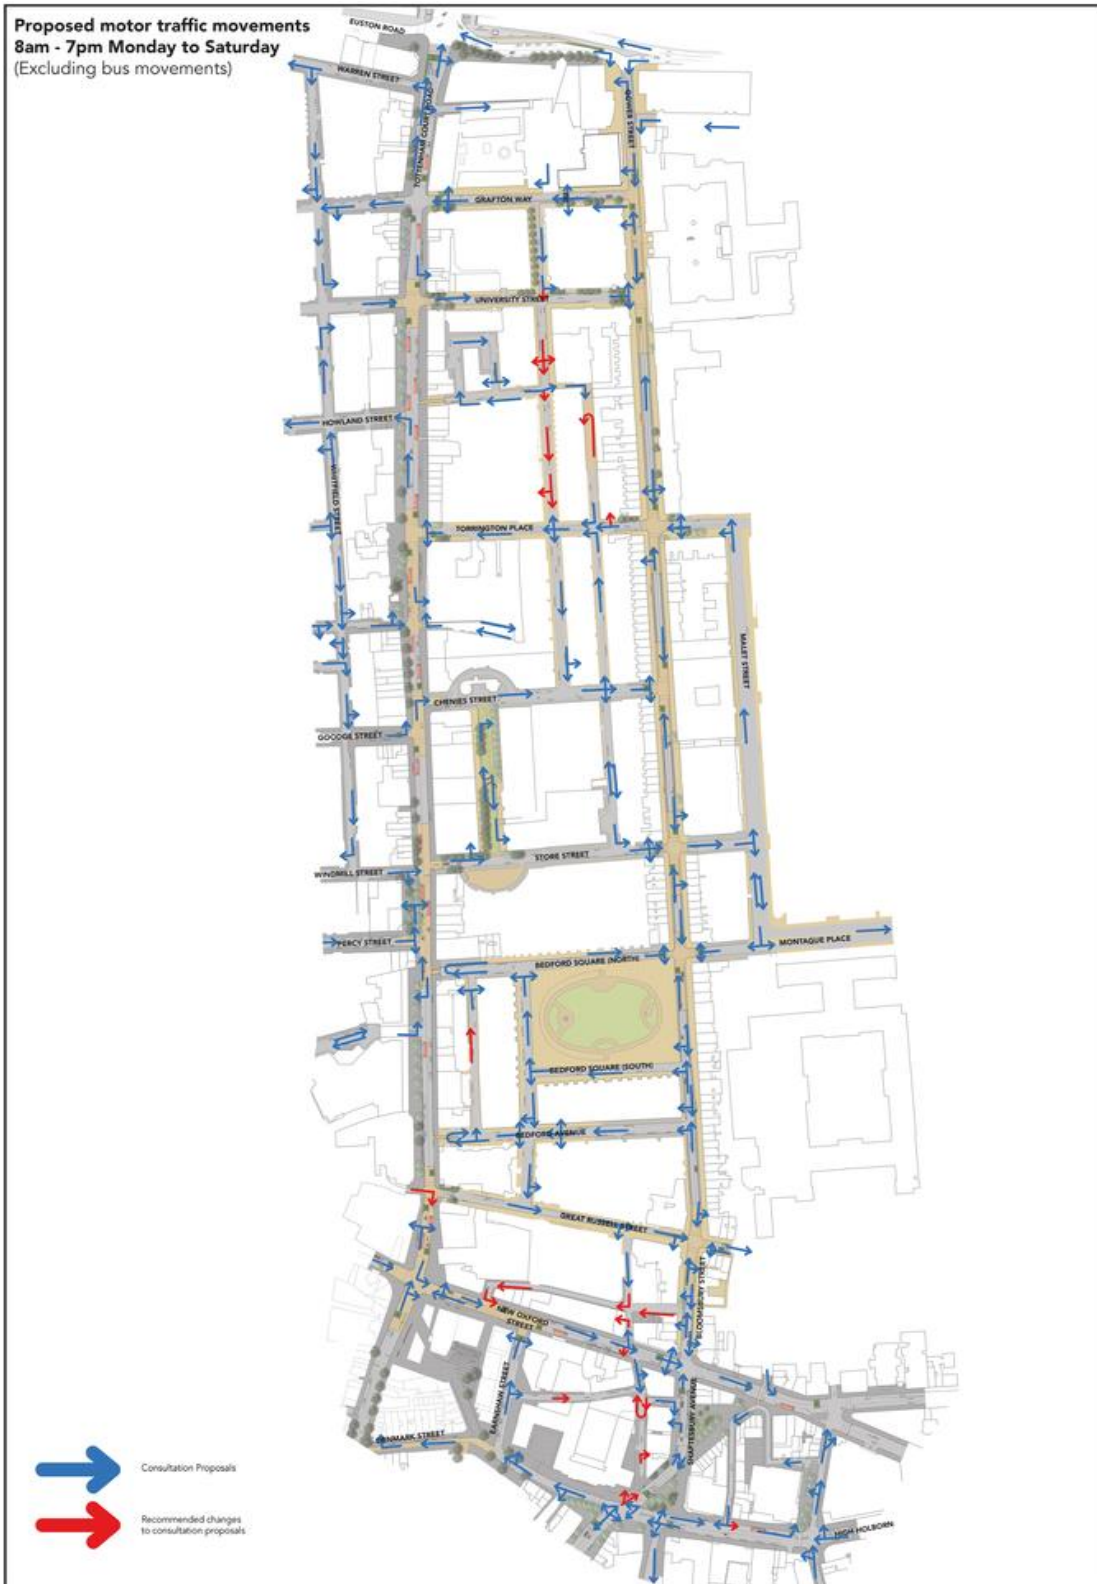 Proposed motor traffic movements
8am - 7pm Monday to Saturday
(Excluding bus movements)
EUSTON ROAD
WARREN STREET
TOTTENHAM COURT ROAD
GOWER STREET
GRAFTON WAY
UNIVERSITY STREET
HOWLAND STREET
WHITFIELD STREET
TORRINGTON PLACE
MALET STREET
CHENIES STREET
GOODGE STREET
STORE STREET
WINDMILL STREET
PERCY STREET
MONTAQUE PLACE
BEDFORD SQUARE (NORTH)
BEDFORD SQUARE (SOUTH)
BEDFORD AVENUE
GREAT RUSSELL STREET
BLOOMSBURY STREET
NEW OXFORD
STREET
EARNSHAW STREET
SHAFTESBURY AVENUE
DENMARK STREET
HIGH HOLBORN
Consultation Proposals
Recommended changes
to consultation proposals